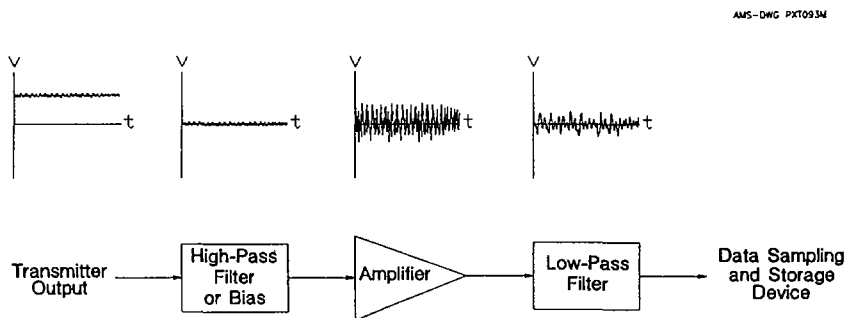 AMS-DWG PXT093M
V
V
V
V
t
t
t
t
Transmitter
Output
High-Pass
Filter
or Bias
Amplifier
Low-Pass
Filter
Data Sampling
and Storage
Device